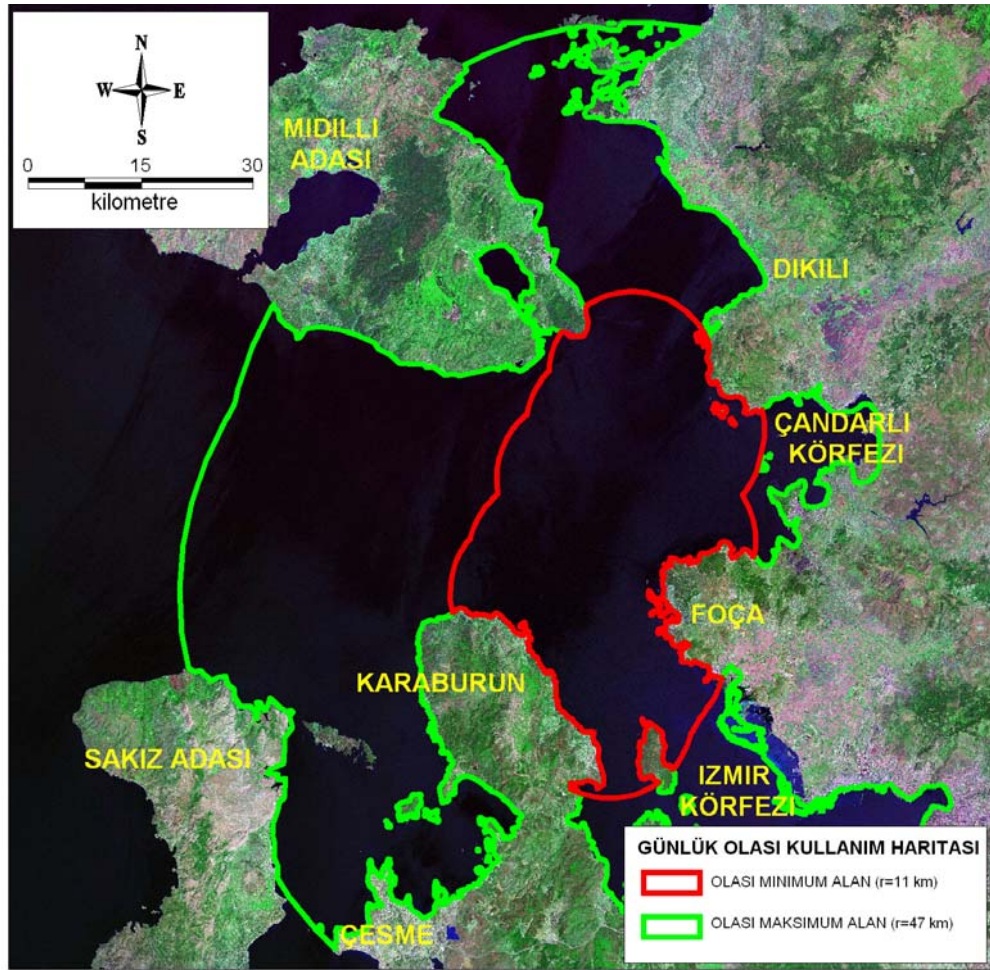 N
W E
S
0 15 30
kilometre
MIDILLI
ADASI
DIKILI
ÇANDARLI
KÖRFEZI
FOÇA
KARABURUN
SAKIZ ADASI
IZMIR
KÖRFEZI
ÇESME
GÜNLÜK OLASI KULLANIM HARITASI
OLASI MINIMUM ALAN (r=11 km)
OLASI MAKSIMUM ALAN (r=47 km)